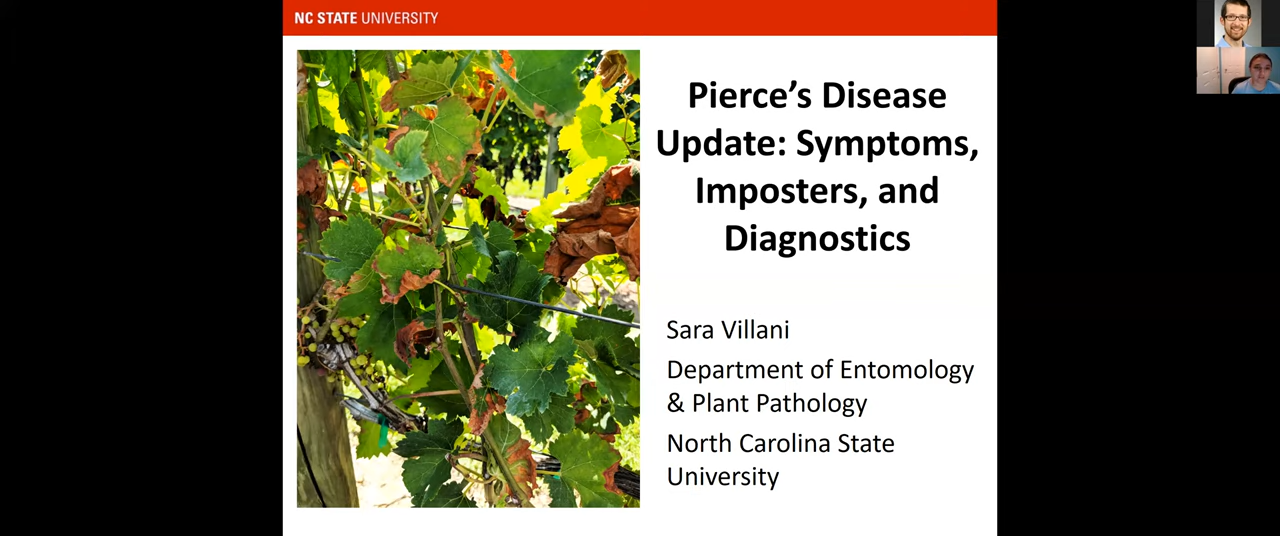 NC STATE UNIVERSITY
Pierce’s Disease
Update: Symptoms,
Imposters, and
Diagnostics
Sara Villani
Department of Entomology
& Plant Pathology
North Carolina State
University